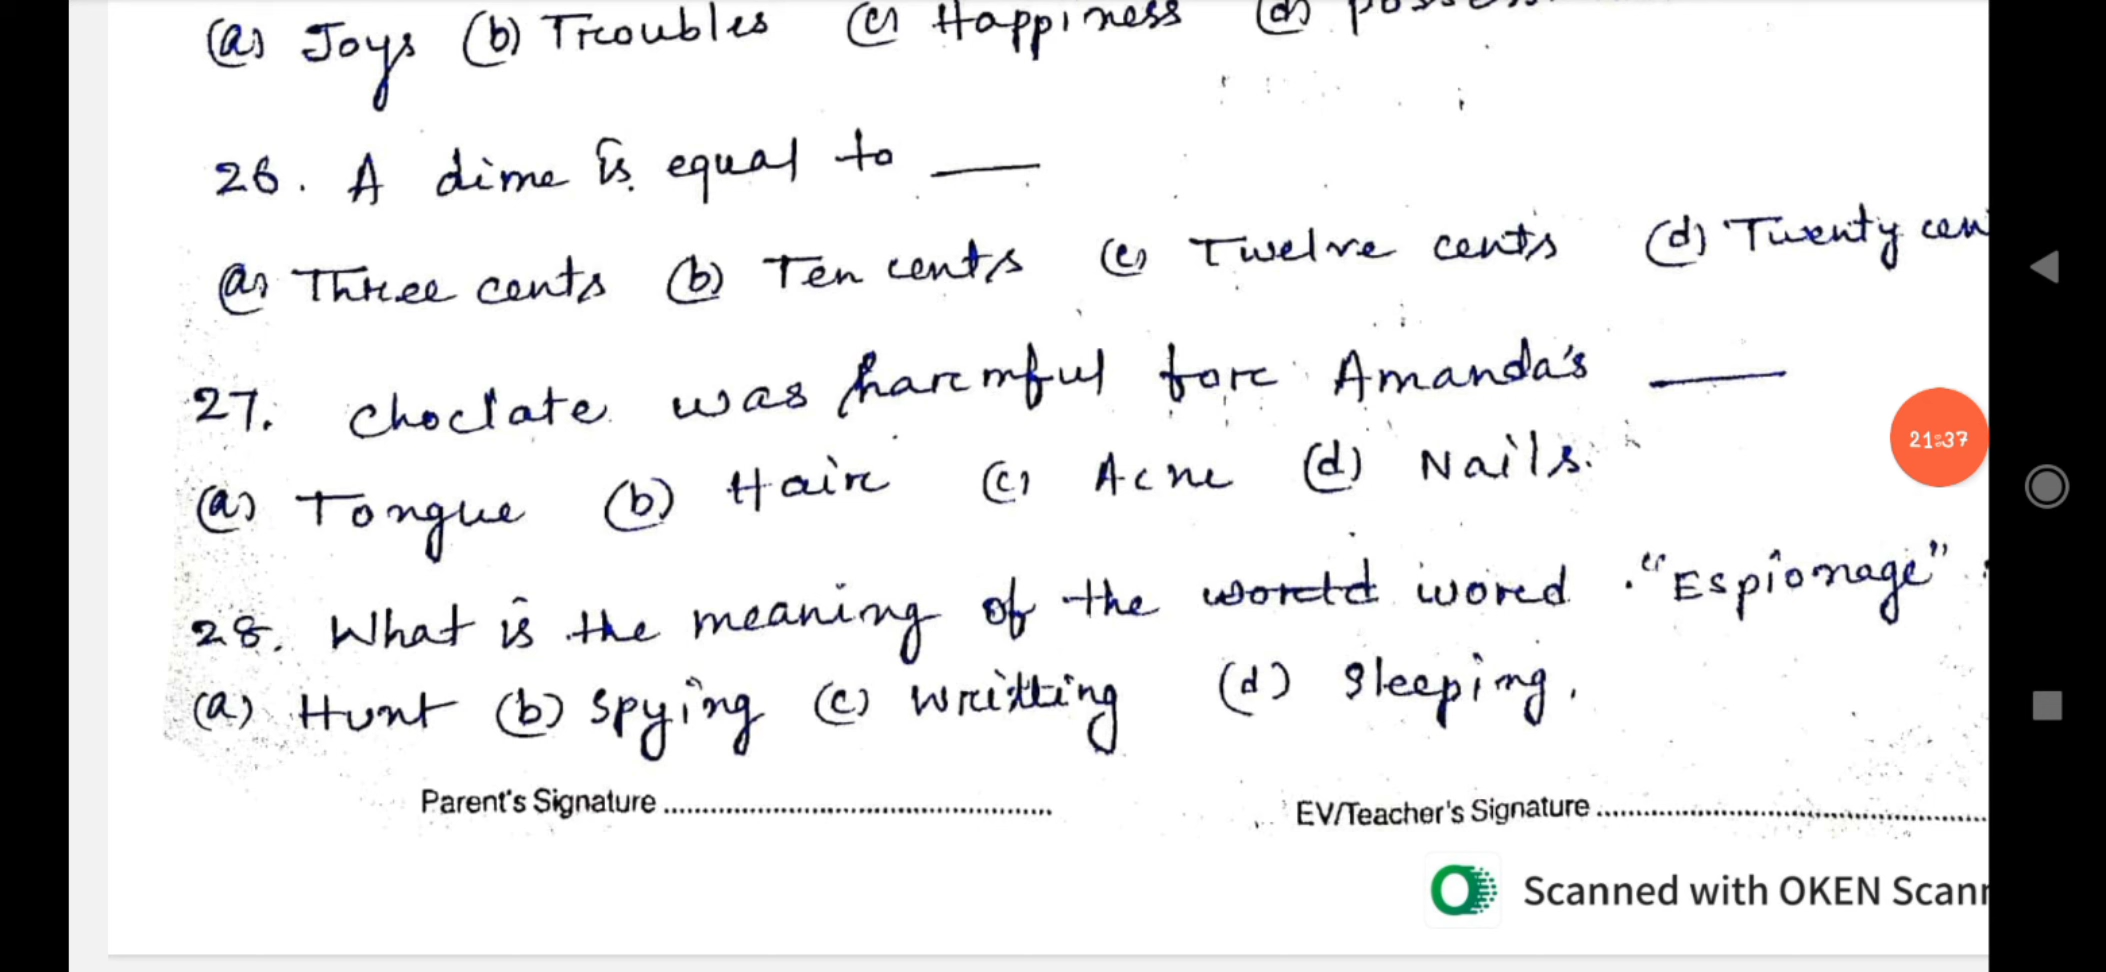 (a) Joys (b) Troubles (c) Happiness (d)
26. A dime is equal to ___
(a) Three cents (b) Ten cents (c) Twelve cents (d) Twenty cen
27. Choclate was harmful for Amanda's ___
21:37
(a) Tongue (b) Hair (c) Acne (d) Nails.
28. What is the meaning of the world word "Espionage"
(a) Hunt (b) Spying (c) writting (d) Sleeping.
Parent's Signature ............................................
EV/Teacher's Signature ............................................
Scanned with OKEN Scann